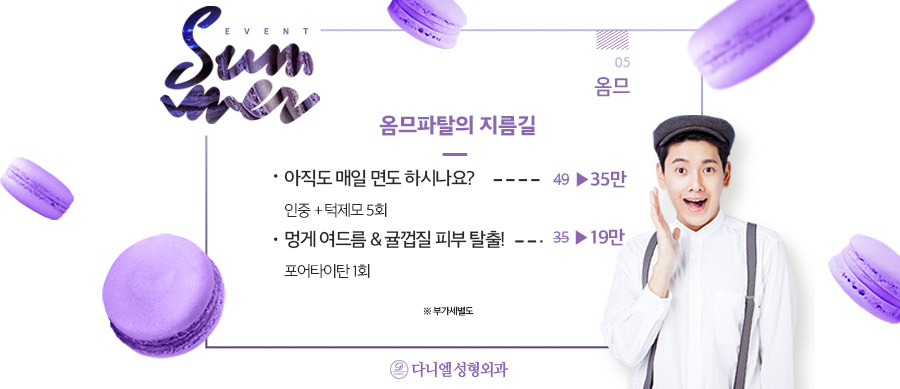 EVENT
Summer
05
옴므
옴므파탈의 지름길
· 아직도 매일 면도 하시나요? ---- 49 ▶35만
인중 + 턱제모 5회
· 멍게 여드름 & 귤껍질 피부 탈출! --· 35 ▶19만
포어타이탄 1회
※ 부가세별도
다니엘성형외과